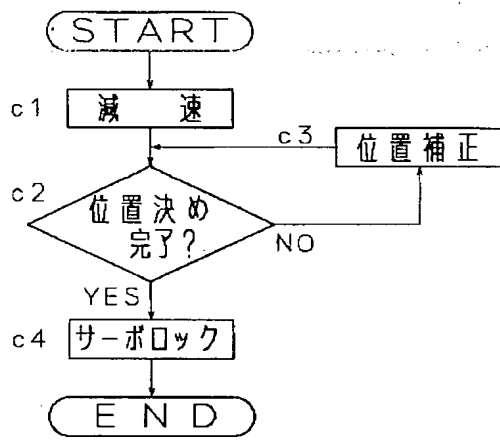 START
c1
減速
c3
位置補正
c2
位置決め
完了?
NO
YES
c4
サーボロック
END